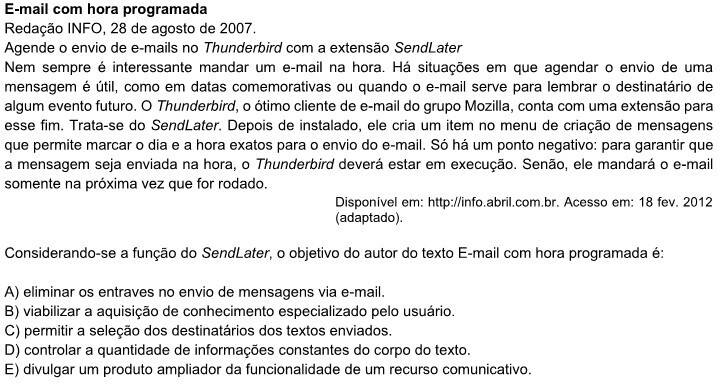 E-mail com hora programada
Redação INFO, 28 de agosto de 2007.
Agende o envio de e-mails no Thunderbird com a extensão SendLater
Nem sempre é interessante mandar um e-mail na hora. Há situações em que agendar o envio de uma
mensagem é útil, como em datas comemorativas ou quando o e-mail serve para lembrar o destinatário de
algum evento futuro. O Thunderbird, o ótimo cliente de e-mail do grupo Mozilla, conta com uma extensão para
esse fim. Trata-se do SendLater. Depois de instalado, ele cria um item no menu de criação de mensagens
que permite marcar o dia e a hora exatos para o envio do e-mail. Só há um ponto negativo: para garantir que
a mensagem seja enviada na hora, o Thunderbird deverá estar em execução. Senão, ele mandará o e-mail
somente na próxima vez que for rodado.
Disponível em: http://info.abril.com.br. Acesso em: 18 fev. 2012
(adaptado).
Considerando-se a função do SendLater, o objetivo do autor do texto E-mail com hora programada é:
A) eliminar os entraves no envio de mensagens via e-mail.
B) viabilizar a aquisição de conhecimento especializado pelo usuário.
C) permitir a seleção dos destinatários dos textos enviados.
D) controlar a quantidade de informações constantes do corpo do texto.
E) divulgar um produto ampliador da funcionalidade de um recurso comunicativo.